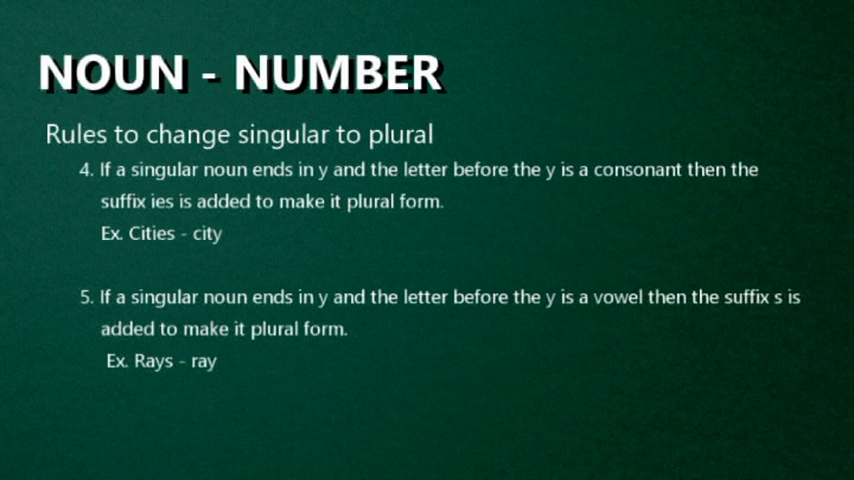 NOUN - NUMBER
Rules to change singular to plural
4. If a singular noun ends in y and the letter before the y is a consonant then the
suffix ies is added to make it plural form.
Ex. Cities - city
5. If a singular noun ends in y and the letter before the y is a vowel then the suffix s is
added to make it plural form.
Ex. Rays - ray